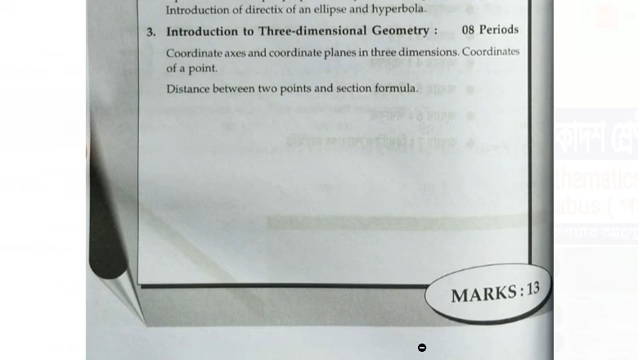 Introduction of directix of an ellipse and hyperbola.
3. Introduction to Three-dimensional Geometry : 08 Periods
Coordinate axes and coordinate planes in three dimensions. Coordinates
of a point.
Distance between two points and section formula.
MARKS : 13